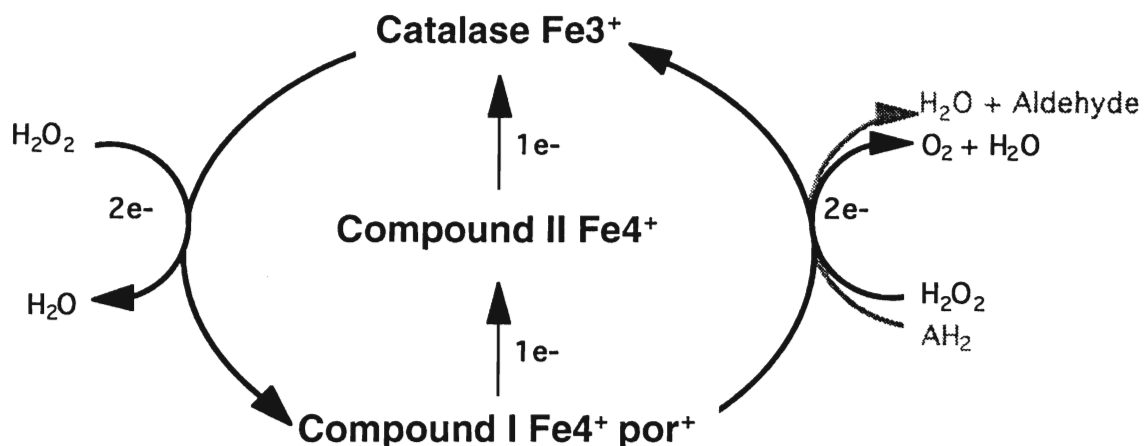 Catalase Fe3⁺
H₂O + Aldehyde
H₂O₂
O₂ + H₂O
1e-
2e-
Compound II Fe4⁺
2e-
H₂O
H₂O₂
AH₂
1e-
Compound I Fe4⁺ por⁺